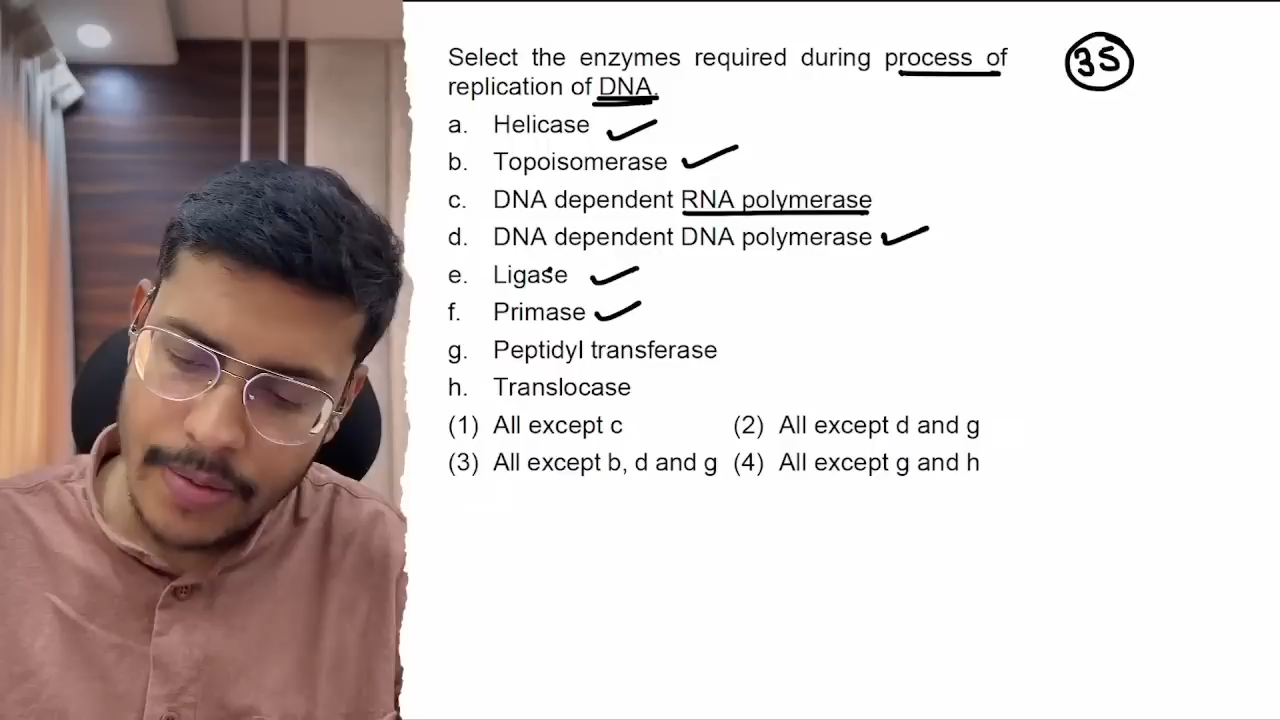 Select the enzymes required during process of
replication of DNA.
35
a. Helicase
b. Topoisomerase
c. DNA dependent RNA polymerase
d. DNA dependent DNA polymerase
e. Ligase
f. Primase
g. Peptidyl transferase
h. Translocase
(1) All except c (2) All except d and g
(3) All except b, d and g (4) All except g and h